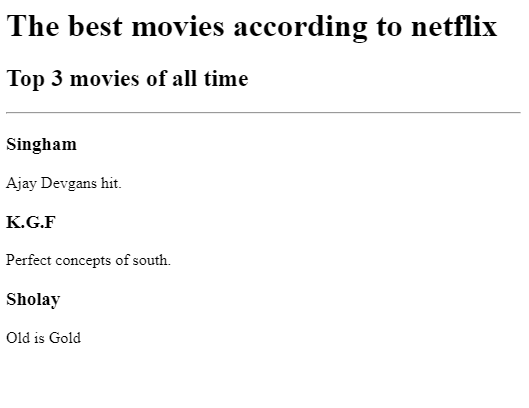 The best movies according to netflix
Top 3 movies of all time
Singham
Ajay Devgans hit.
K.G.F
Perfect concepts of south.
Sholay
Old is Gold